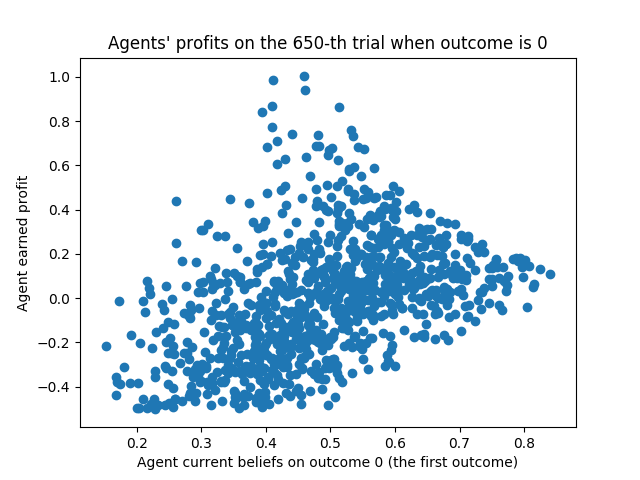 Agents' profits on the 650-th trial when outcome is 0
1.0
0.8
0.6
0.4
0.2
0.0
−0.2
−0.4
Agent earned profit
0.2 0.3 0.4 0.5 0.6 0.7 0.8
Agent current beliefs on outcome 0 (the first outcome)